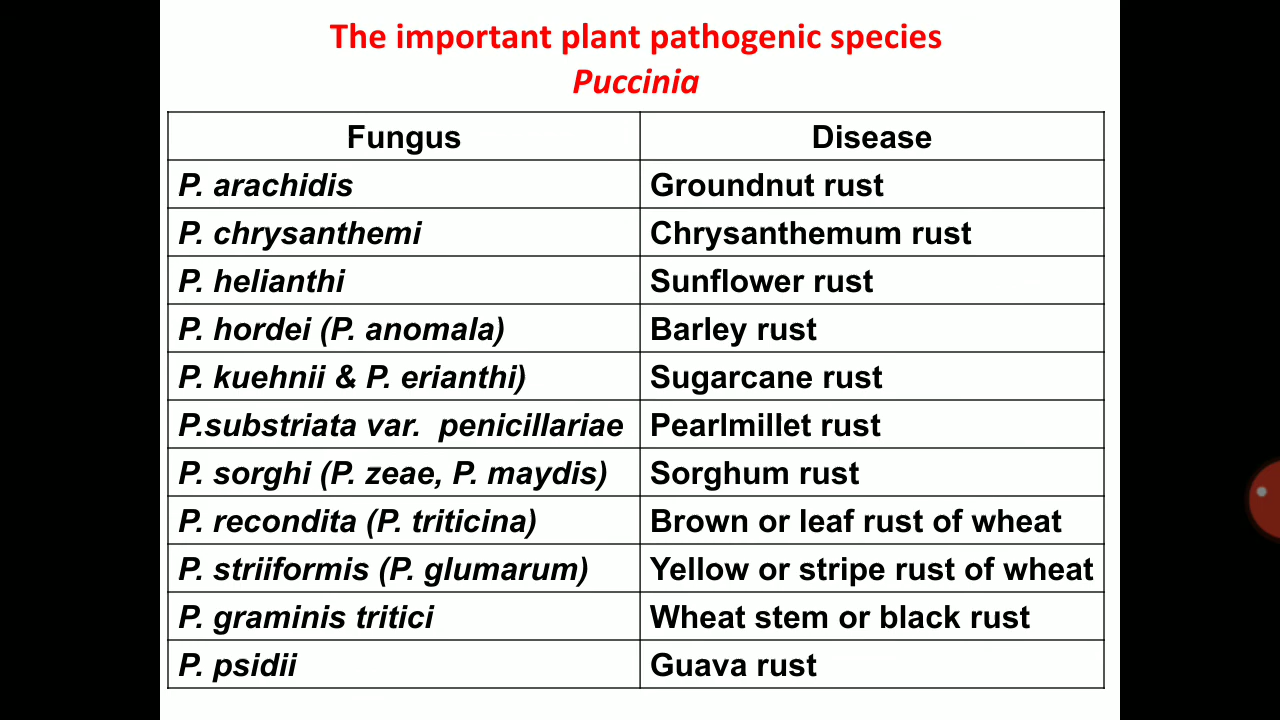 The important plant pathogenic species
Puccinia
Fungus Disease
P. arachidis Groundnut rust
P. chrysanthemi Chrysanthemum rust
P. helianthi Sunflower rust
P. hordei (P. anomala) Barley rust
P. kuehnii & P. erianthi) Sugarcane rust
P.substriata var. penicillariae Pearlmillet rust
P. sorghi (P. zeae, P. maydis) Sorghum rust
P. recondita (P. triticina) Brown or leaf rust of wheat
P. striiformis (P. glumarum) Yellow or stripe rust of wheat
P. graminis tritici Wheat stem or black rust
P. psidii Guava rust